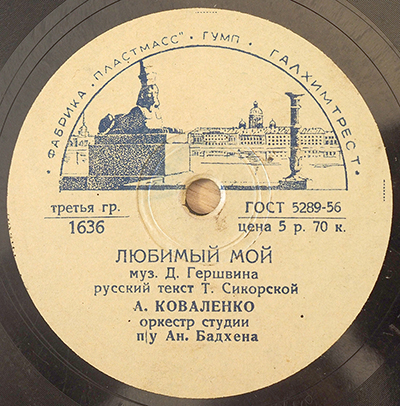 · ФАБРИКА „ПЛАСТМАСС" · ГУМП · ГАЛХИМТРЕСТ ·
третья гр.
1636
ГОСТ 5289-56
цена 5 р. 70 к.
ЛЮБИМЫЙ МОЙ
муз. Д. Гершвина
русский текст Т. Сикорской
А. КОВАЛЕНКО
оркестр студии
п/у Ан. Бадхена